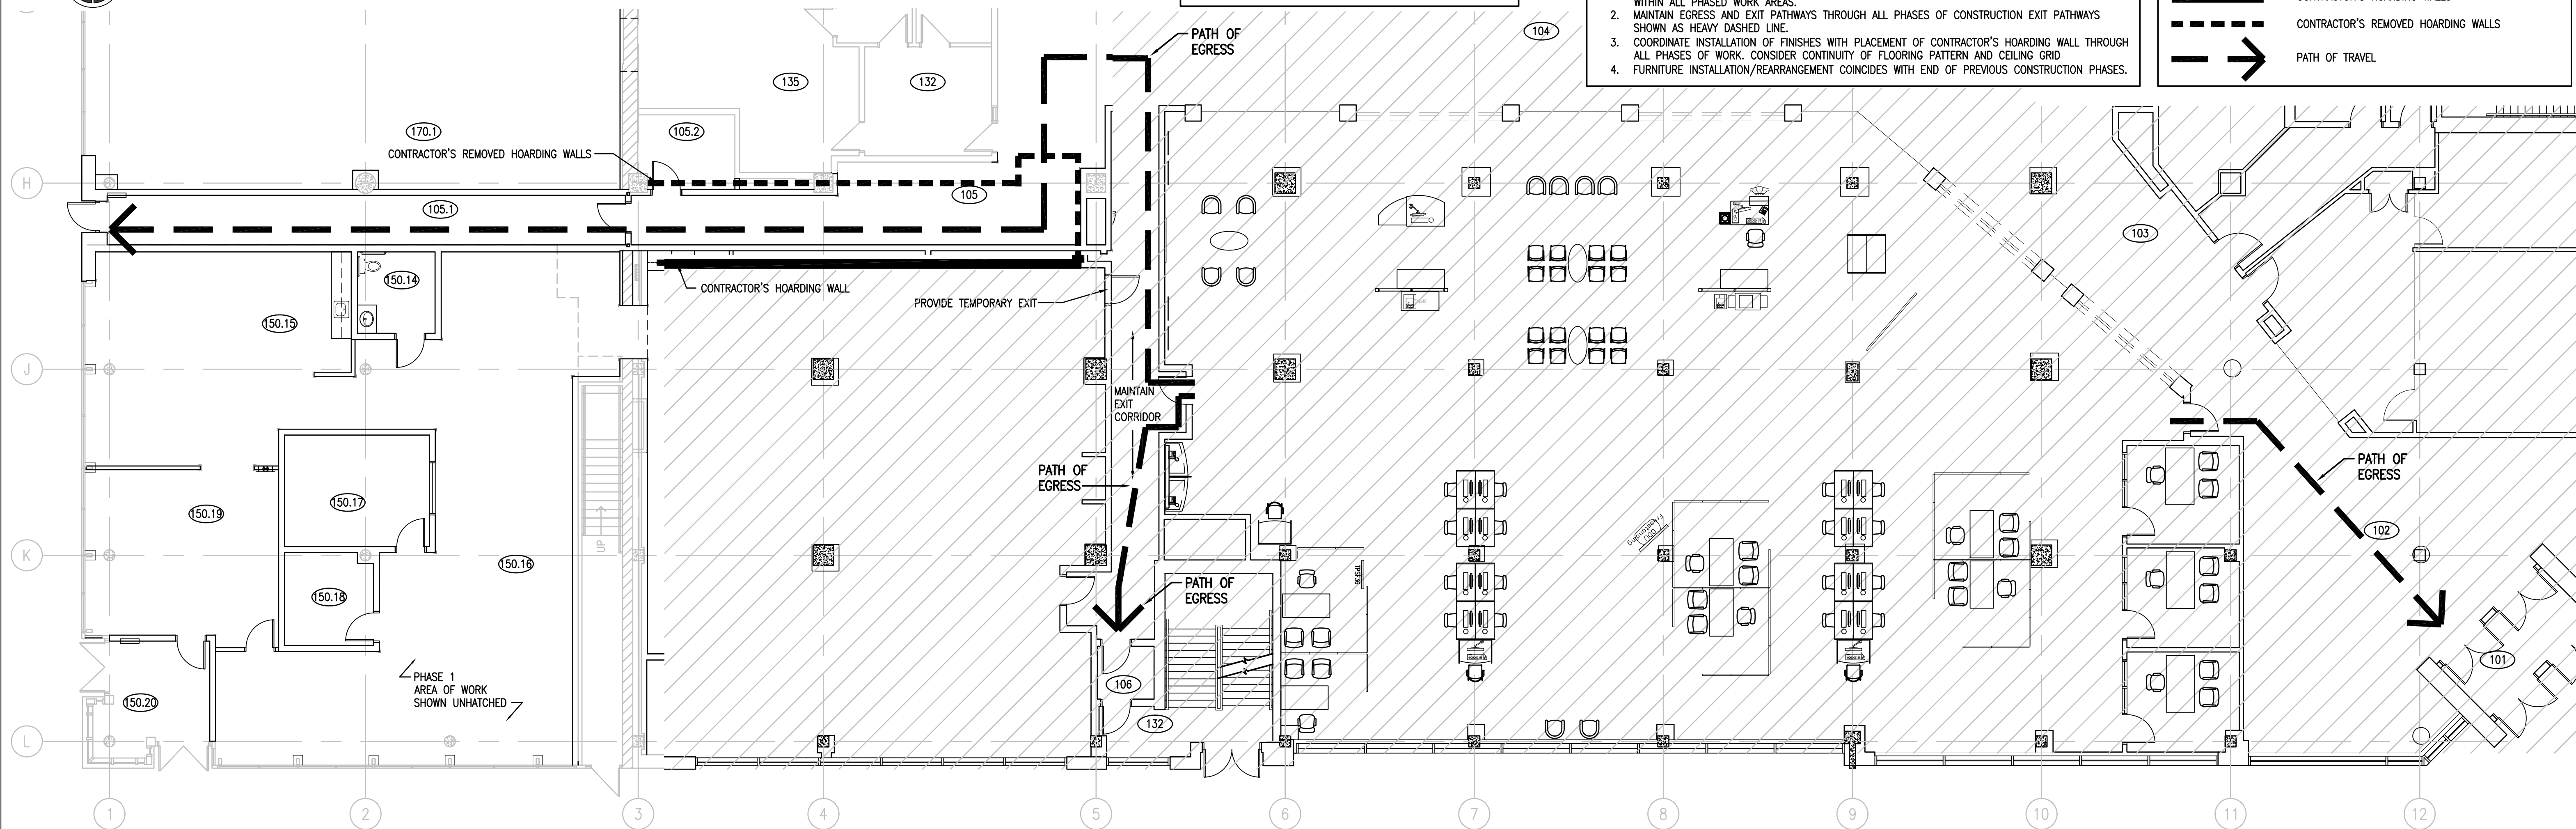 WITHIN ALL PHASED WORK AREAS.
2. MAINTAIN EGRESS AND EXIT PATHWAYS THROUGH ALL PHASES OF CONSTRUCTION EXIT PATHWAYS
SHOWN AS HEAVY DASHED LINE.
3. COORDINATE INSTALLATION OF FINISHES WITH PLACEMENT OF CONTRACTOR'S HOARDING WALL THROUGH
ALL PHASES OF WORK. CONSIDER CONTINUITY OF FLOORING PATTERN AND CEILING GRID
4. FURNITURE INSTALLATION/REARRANGEMENT COINCIDES WITH END OF PREVIOUS CONSTRUCTION PHASES.
CONTRACTOR'S REMOVED HOARDING WALLS
PATH OF TRAVEL
PATH OF
EGRESS
104
135
132
170.1
105.2
CONTRACTOR'S REMOVED HOARDING WALLS
H
105
105.1
103
150.14
CONTRACTOR'S HOARDING WALL
PROVIDE TEMPORARY EXIT
150.15
J
MAINTAIN
EXIT
CORRIDOR
PATH OF
EGRESS
PATH OF
EGRESS
150.17
150.19
102
UP
Freestanding
DDU
K
150.16
TPSF36
150.18
PATH OF
EGRESS
101
PHASE 1
AREA OF WORK
SHOWN UNHATCHED
106
150.20
132
L
1
2
3
4
5
6
7
8
9
10
11
12